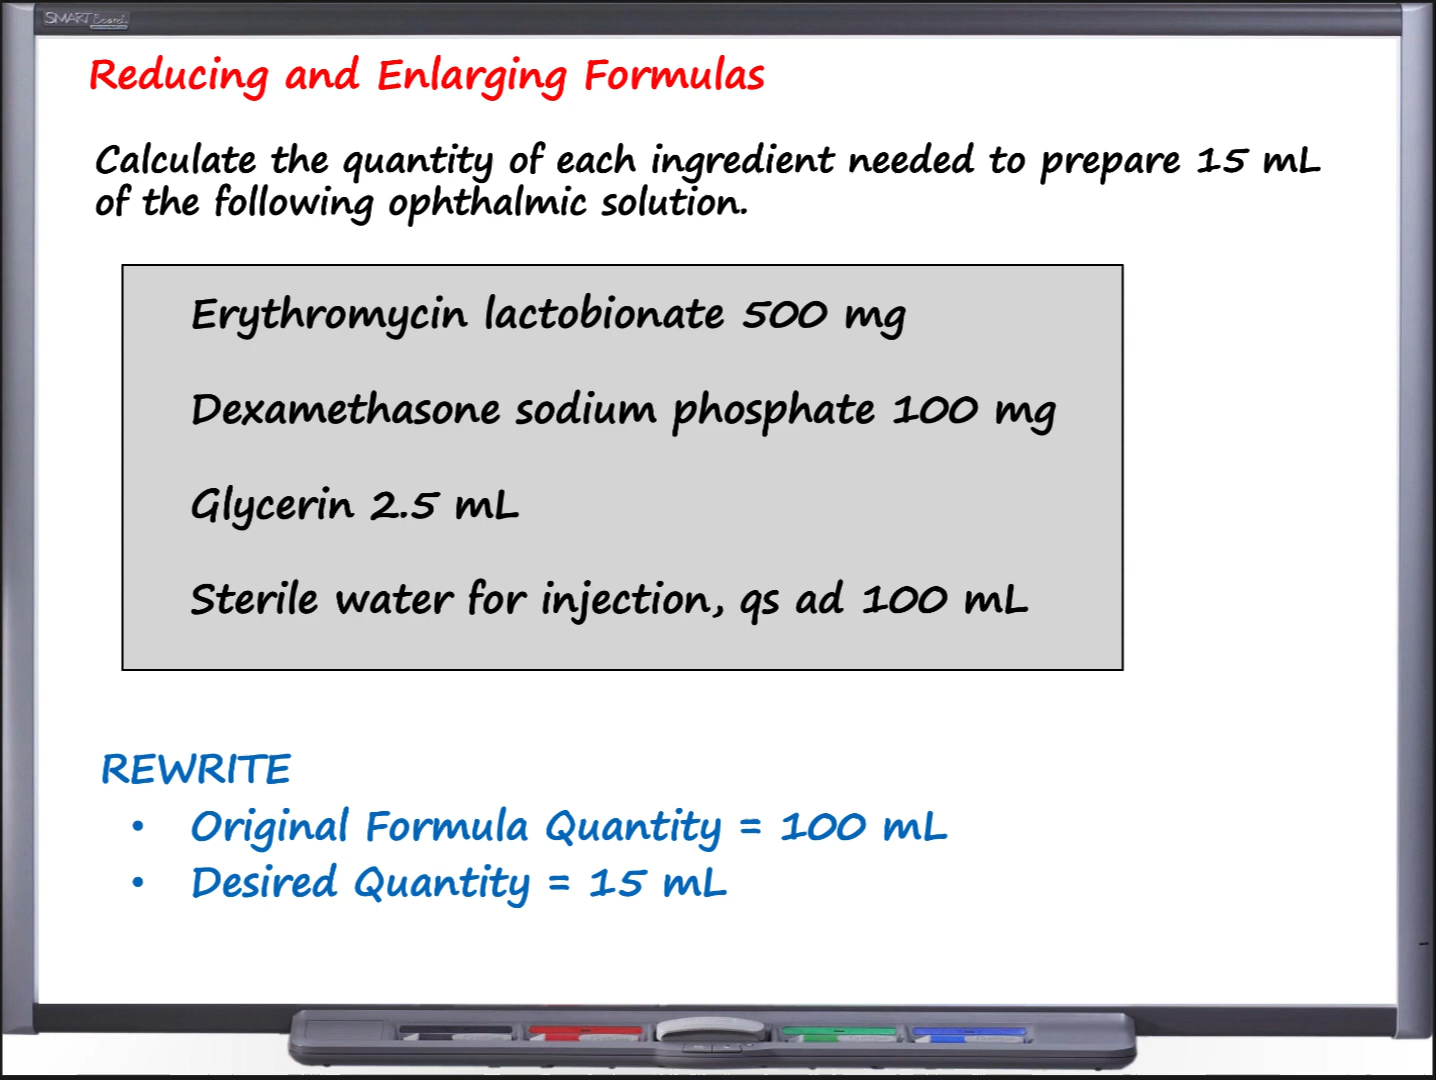 SMART Board
Reducing and Enlarging Formulas
Calculate the quantity of each ingredient needed to prepare 15 mL
of the following ophthalmic solution.
Erythromycin lactobionate 500 mg
Dexamethasone sodium phosphate 100 mg
Glycerin 2.5 mL
Sterile water for injection, qs ad 100 mL
REWRITE
• Original Formula Quantity = 100 mL
• Desired Quantity = 15 mL